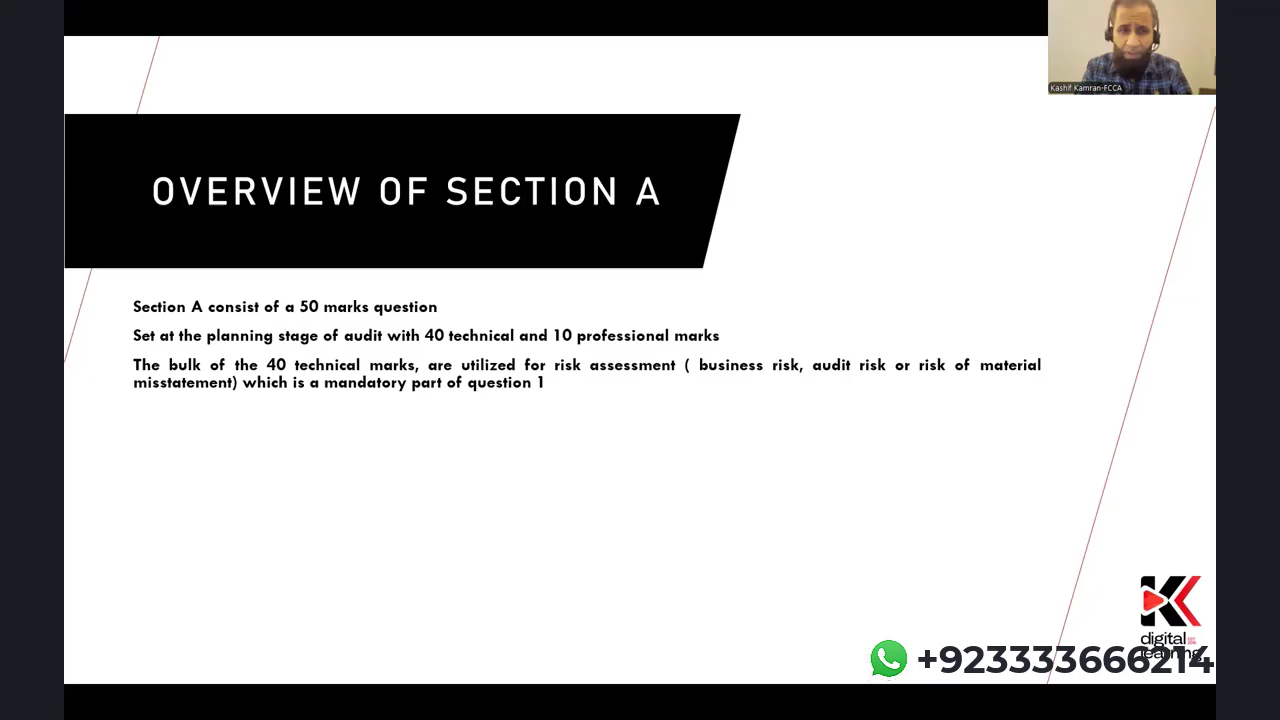 Kashif Kamran-FCCA
OVERVIEW OF SECTION A
Section A consist of a 50 marks question
Set at the planning stage of audit with 40 technical and 10 professional marks
The bulk of the 40 technical marks, are utilized for risk assessment ( business risk, audit risk or risk of material
misstatement) which is a mandatory part of question 1
digital
learning
+923333666214